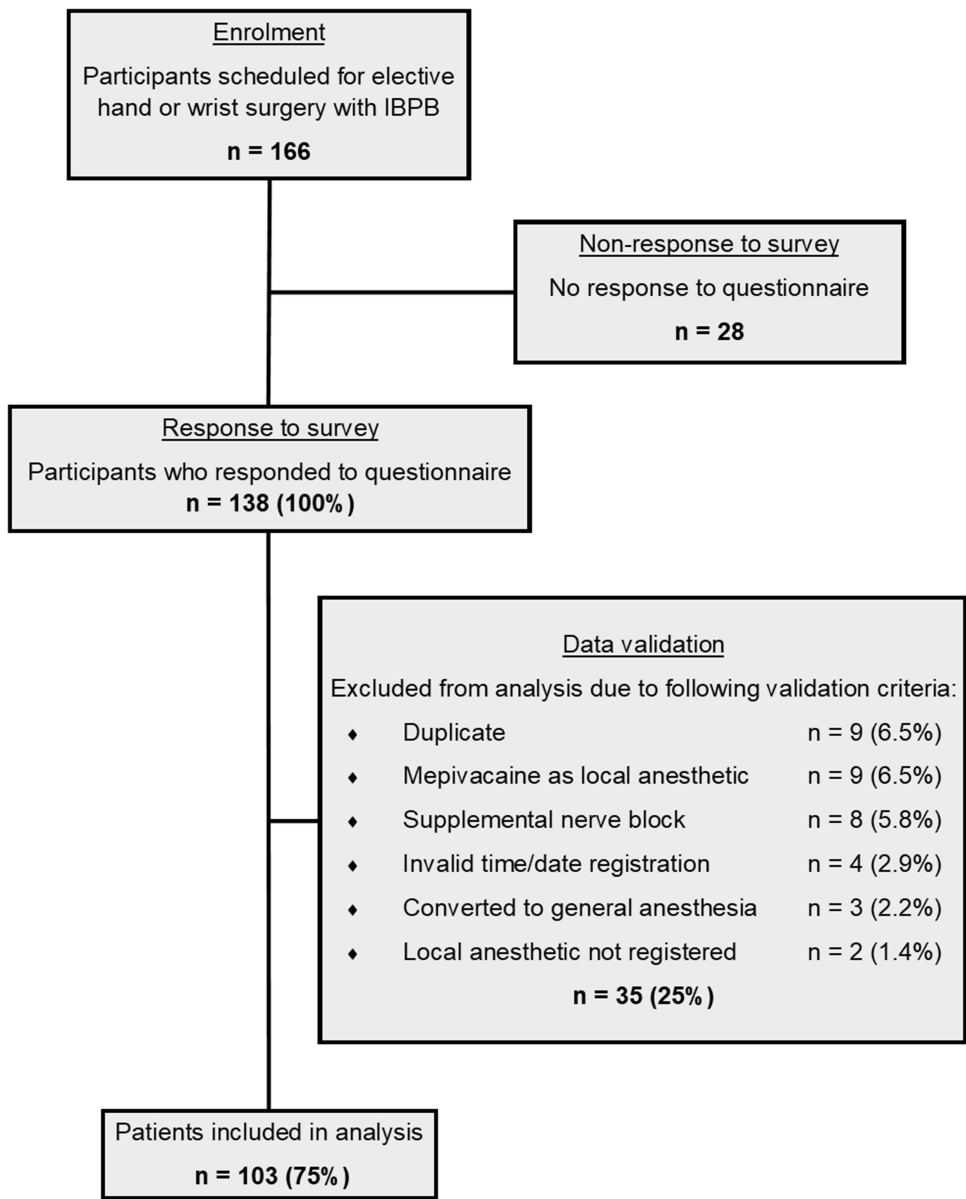 Enrolment
Participants scheduled for elective
hand or wrist surgery with IBPB
n = 166
Non-response to survey
No response to questionnaire
n = 28
Response to survey
Participants who responded to questionnaire
n = 138 (100%)
Data validation
Excluded from analysis due to following validation criteria:
♦ Duplicate n = 9 (6.5%)
♦ Mepivacaine as local anesthetic n = 9 (6.5%)
♦ Supplemental nerve block n = 8 (5.8%)
♦ Invalid time/date registration n = 4 (2.9%)
♦ Converted to general anesthesia n = 3 (2.2%)
♦ Local anesthetic not registered n = 2 (1.4%)
n = 35 (25%)
Patients included in analysis
n = 103 (75%)